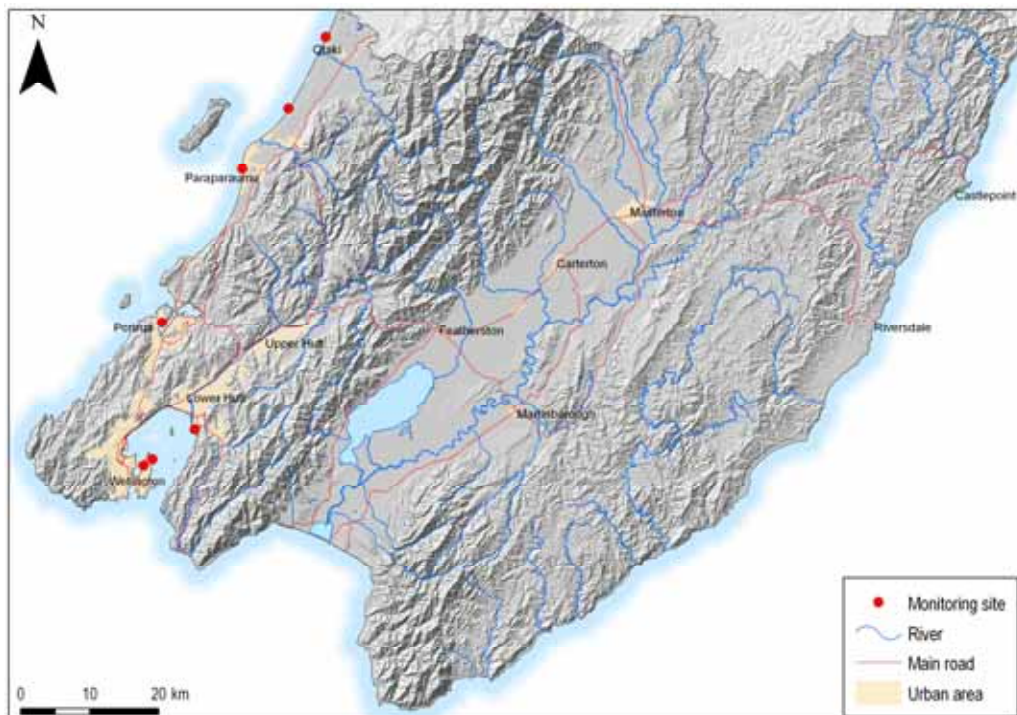 N
Otaki
Paraparaumu
Masterton
Castlepoint
Carterton
Porirua
Featherston
Riversdale
Upper Hutt
Lower Hutt
Martinborough
Wellington
Monitoring site
River
Main road
Urban area
0 10 20 km